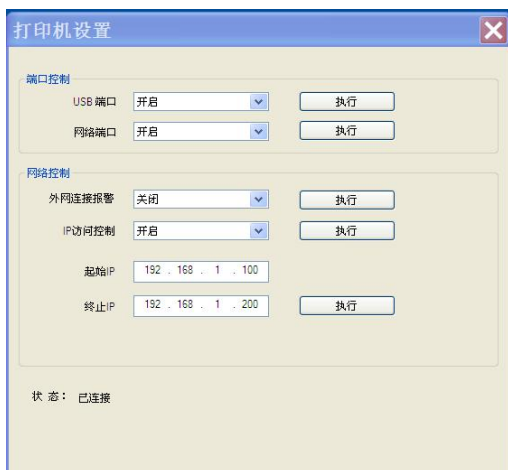 打印机设置
端口控制
USB 端口 开启 执行
网络端口 开启 执行
网络控制
外网连接报警 关闭 执行
IP访问控制 开启 执行
起始IP 192 . 168 . 1 . 100
终止IP 192 . 168 . 1 . 200 执行
状 态： 已连接